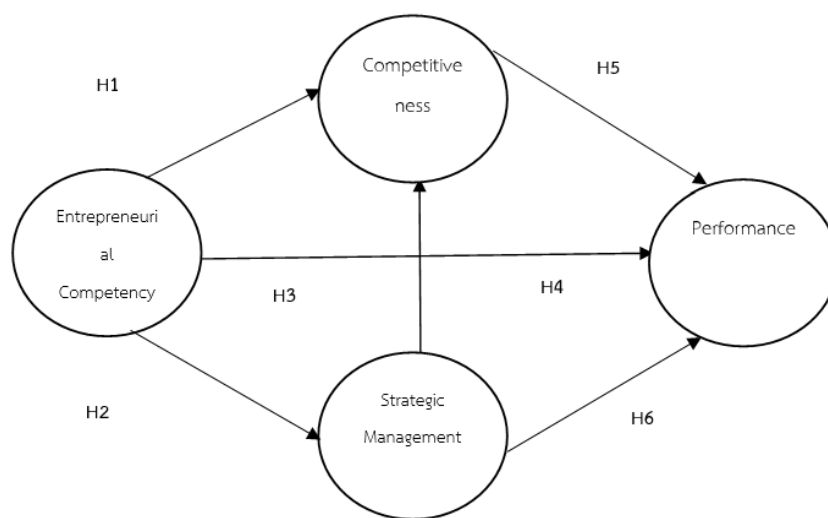 Competitive
ness
H1
H5
Entrepreneuri
al
Competency
Performance
H3
H4
H2
Strategic
Management
H6